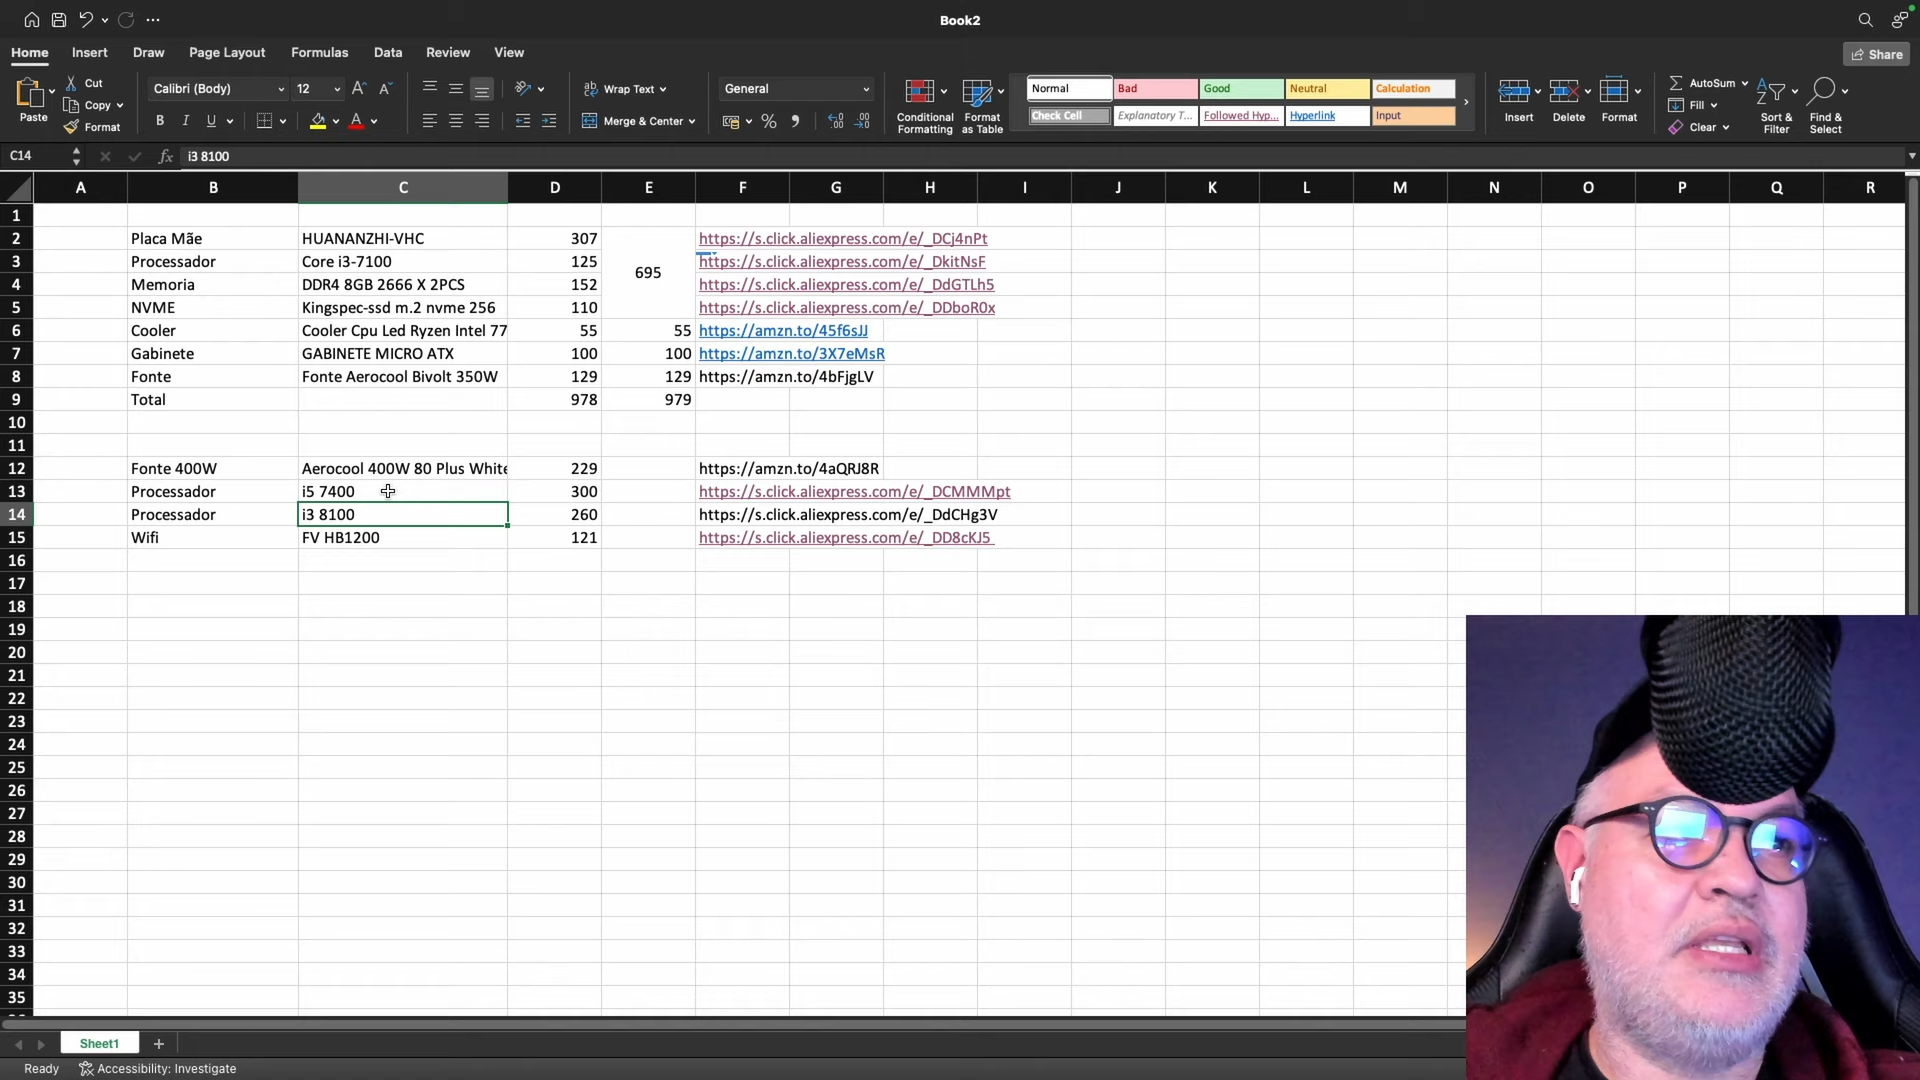 Book2
Home Insert Draw Page Layout Formulas Data Review View
Share
Paste
Cut
Copy
Format
Calibri (Body) 12
Wrap Text
Merge & Center
General
Conditional Formatting
Format as Table
Normal Bad Good Neutral Calculation
Check Cell Explanatory T... Followed Hyp... Hyperlink Input
Insert Delete Format
AutoSum
Fill
Clear
Sort & Filter
Find & Select
C14 fx i3 8100
A B C D E F G H I J K L M N O P Q R
1
2 Placa Mãe HUANANZHI-VHC 307 https://s.click.aliexpress.com/e/_DCj4nPt
3 Processador Core i3-7100 125 695 https://s.click.aliexpress.com/e/_DkitNsF
4 Memoria DDR4 8GB 2666 X 2PCS 152 https://s.click.aliexpress.com/e/_DdGTLh5
5 NVME Kingspec-ssd m.2 nvme 256 110 https://s.click.aliexpress.com/e/_DDboR0x
6 Cooler Cooler Cpu Led Ryzen Intel 77 55 55 https://amzn.to/45f6sJJ
7 Gabinete GABINETE MICRO ATX 100 100 https://amzn.to/3X7eMsR
8 Fonte Fonte Aerocool Bivolt 350W 129 129 https://amzn.to/4bFjgLV
9 Total 978 979
10
11
12 Fonte 400W Aerocool 400W 80 Plus White 229 https://amzn.to/4aQRJ8R
13 Processador i5 7400 300 https://s.click.aliexpress.com/e/_DCMMMpt
14 Processador i3 8100 260 https://s.click.aliexpress.com/e/_DdCHg3V
15 Wifi FV HB1200 121 https://s.click.aliexpress.com/e/_DD8cKJ5
16
17
18
19
20
21
22
23
24
25
26
27
28
29
30
31
32
33
34
35
Sheet1
Ready Accessibility: Investigate